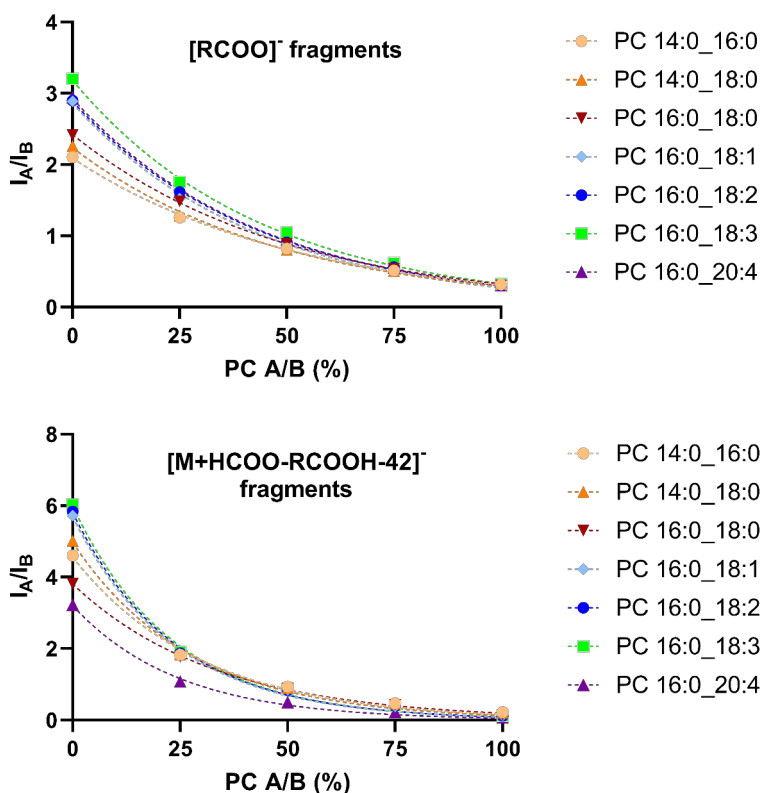 [RCOO]⁻ fragments
I_A/I_B
4
3
2
1
0
0 25 50 75 100
PC A/B (%)
PC 14:0_16:0
PC 14:0_18:0
PC 16:0_18:0
PC 16:0_18:1
PC 16:0_18:2
PC 16:0_18:3
PC 16:0_20:4
[M+HCOO-RCOOH-42]⁻
fragments
I_A/I_B
8
6
4
2
0
0 25 50 75 100
PC A/B (%)
PC 14:0_16:0
PC 14:0_18:0
PC 16:0_18:0
PC 16:0_18:1
PC 16:0_18:2
PC 16:0_18:3
PC 16:0_20:4